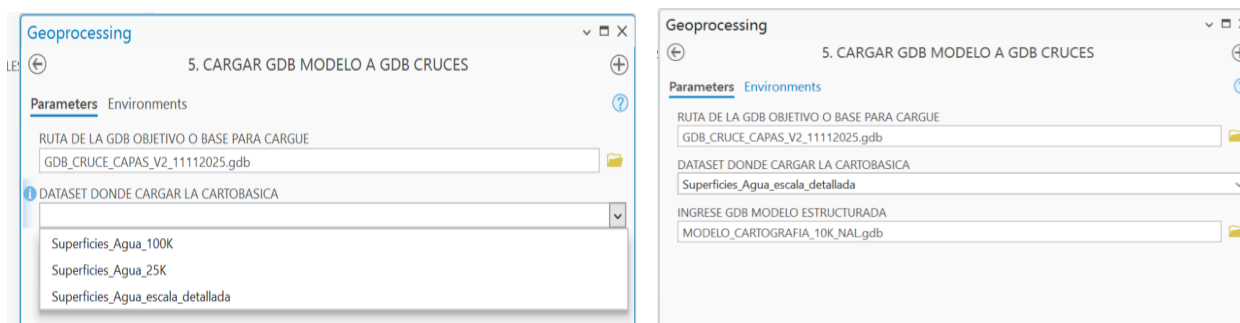 Geoprocessing
5. CARGAR GDB MODELO A GDB CRUCES
Parameters Environments
RUTA DE LA GDB OBJETIVO O BASE PARA CARGUE
GDB_CRUCE_CAPAS_V2_11112025.gdb
DATASET DONDE CARGAR LA CARTOBASICA
Superficies_Agua_100K
Superficies_Agua_25K
Superficies_Agua_escala_detallada
Geoprocessing
5. CARGAR GDB MODELO A GDB CRUCES
Parameters Environments
RUTA DE LA GDB OBJETIVO O BASE PARA CARGUE
GDB_CRUCE_CAPAS_V2_11112025.gdb
DATASET DONDE CARGAR LA CARTOBASICA
Superficies_Agua_escala_detallada
INGRESE GDB MODELO ESTRUCTURADA
MODELO_CARTOGRAFIA_10K_NAL.gdb